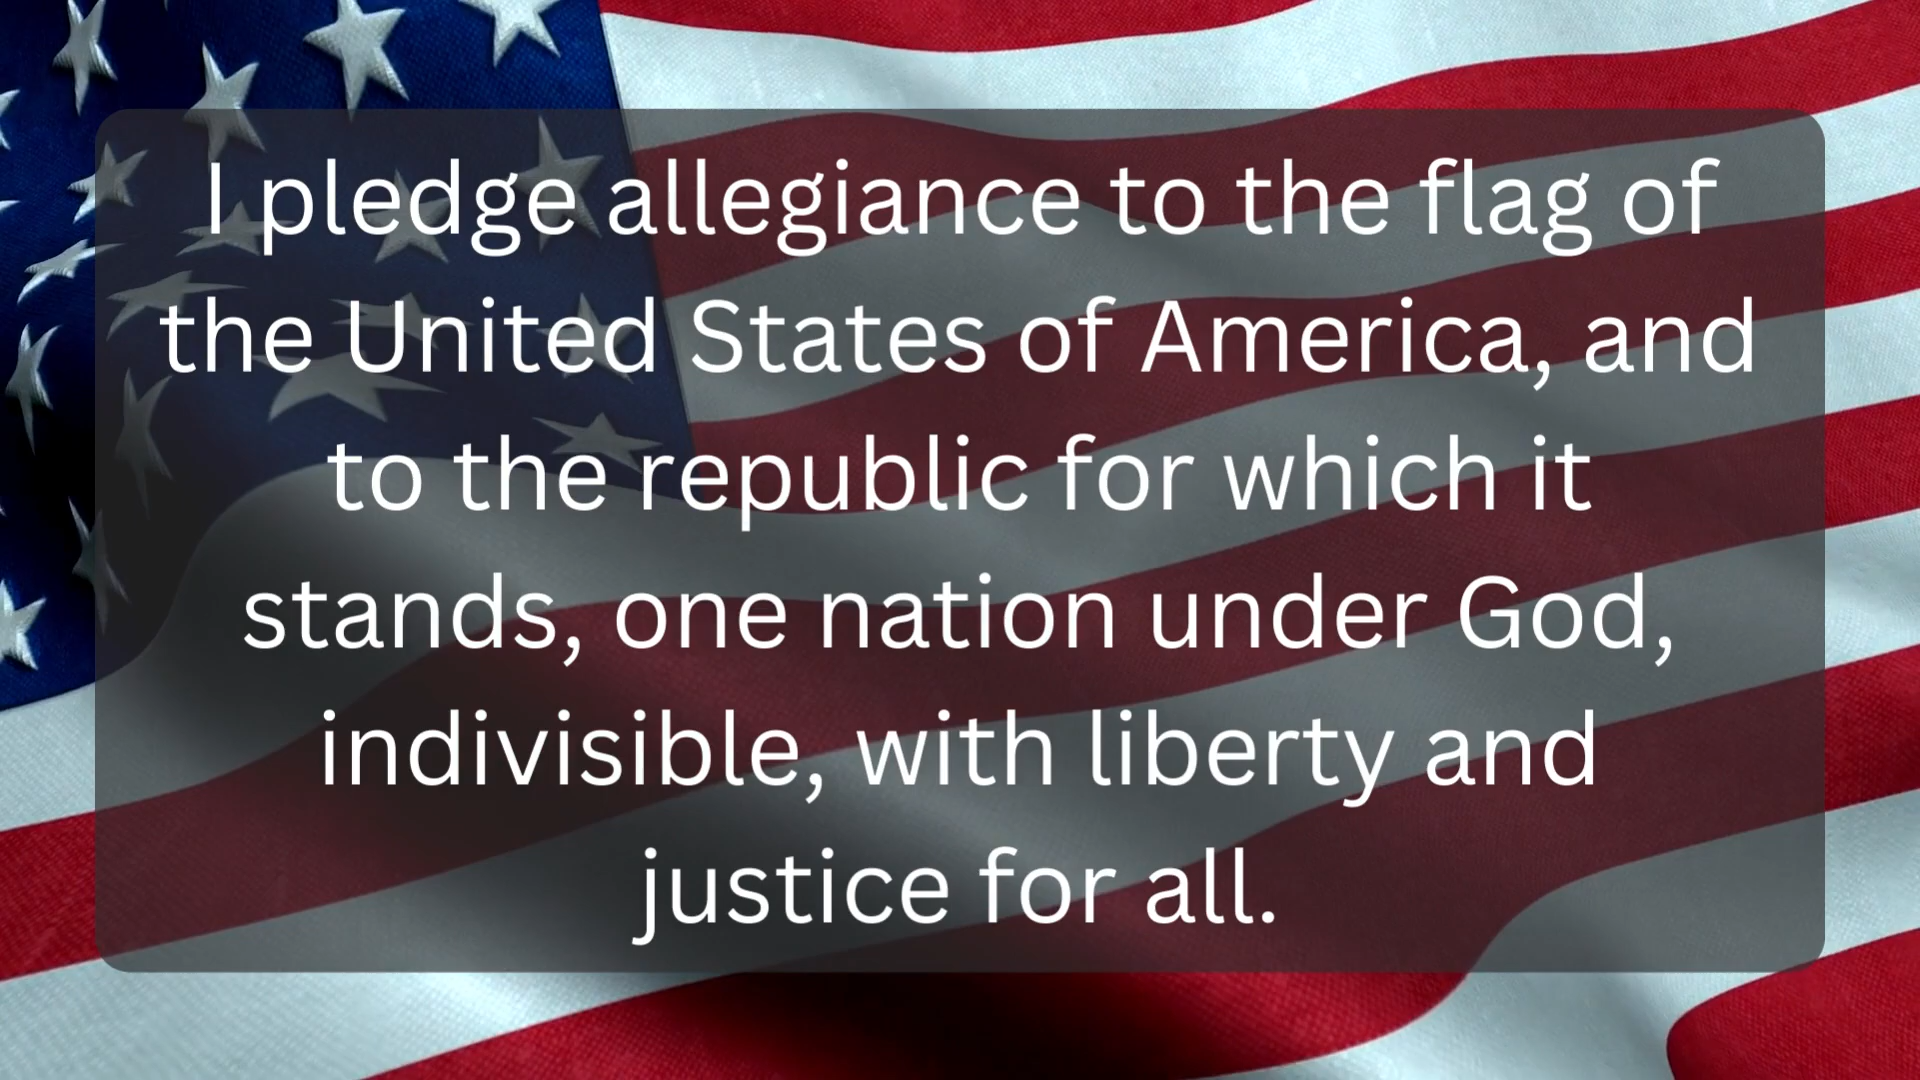 I pledge allegiance to the flag of
the United States of America, and
to the republic for which it
stands, one nation under God,
indivisible, with liberty and
justice for all.